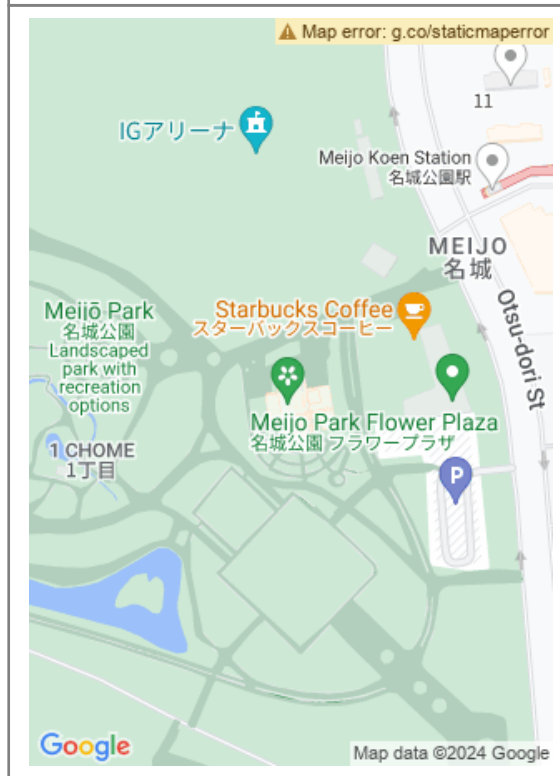 Map error: g.co/staticmaperror
11
IGアリーナ
Meijo Koen Station
名城公園駅
MEIJO
名城
Otsu-dori St
Meijō Park
名城公園
Landscaped
park with
recreation
options
Starbucks Coffee
スターバックスコーヒー
Meijo Park Flower Plaza
名城公園 フラワープラザ
1 CHOME
1丁目
P
Google
Map data ©2024 Google